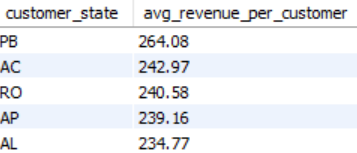 customer_state avg_revenue_per_customer
PB 264.08
AC 242.97
RO 240.58
AP 239.16
AL 234.77